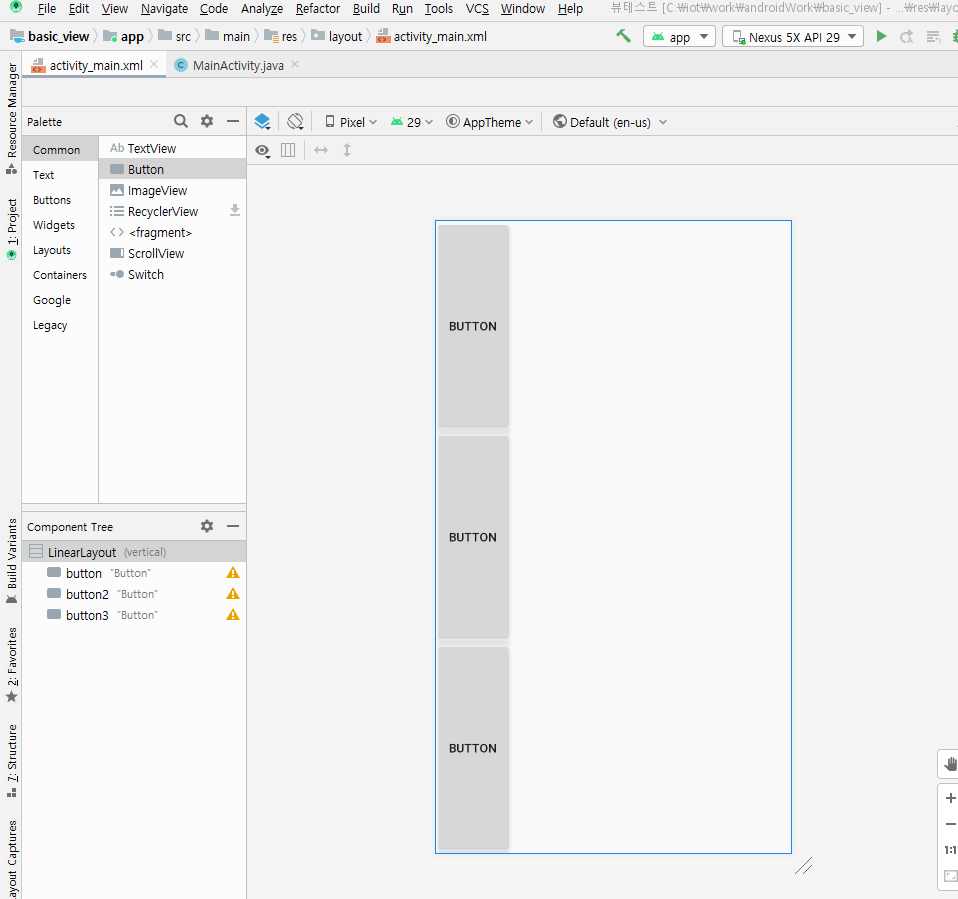 File Edit View Navigate Code Analyze Refactor Build Run Tools VCS Window Help 뷰테스트 [C:₩iot₩work₩androidWork₩basic_view] - ...₩res₩layo
basic_view app src main res layout activity_main.xml app Nexus 5X API 29
activity_main.xml MainActivity.java
Resource Manager
1: Project
Build Variants
2: Favorites
7: Structure
ayout Captures
Palette
Common
Text
Buttons
Widgets
Layouts
Containers
Google
Legacy
Ab TextView
Button
ImageView
RecyclerView
<fragment>
ScrollView
Switch
Pixel 29 AppTheme Default (en-us)
Component Tree
LinearLayout (vertical)
button "Button"
button2 "Button"
button3 "Button"
BUTTON
BUTTON
BUTTON
1:1